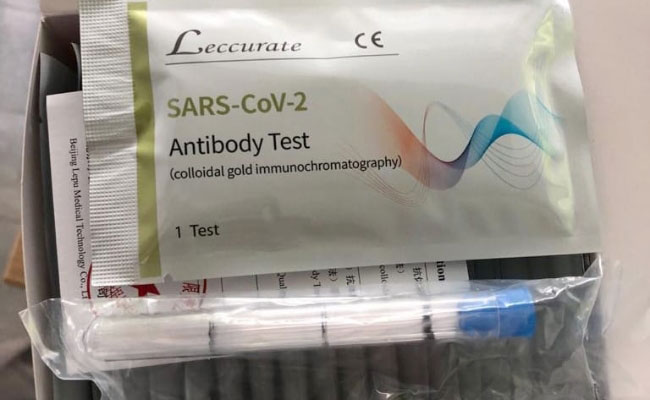 Leccurate CE
SARS-CoV-2
Antibody Test
(colloidal gold immunochromatography)
1 Test
Beijing Lepu Medical Technology Co., L